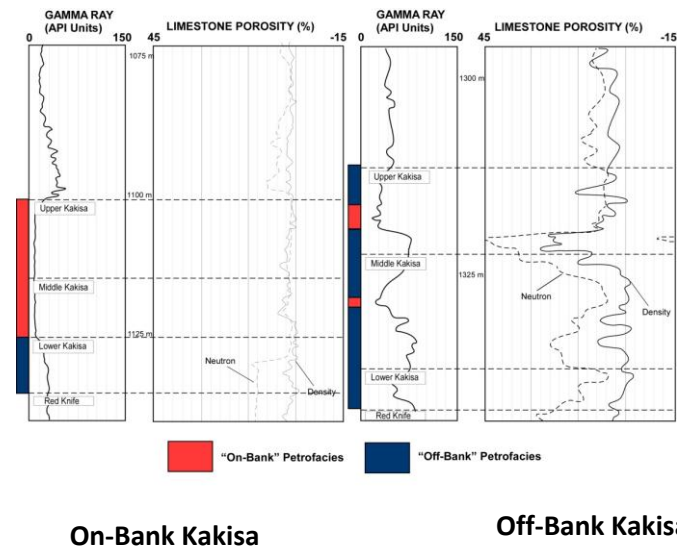 GAMMA RAY
(API Units)
0 150
LIMESTONE POROSITY (%)
45 -15
1075 m
1100 m
Upper Kakisa
Middle Kakisa
1125 m
Lower Kakisa
Neutron
Density
Red Knife
GAMMA RAY
(API Units)
0 150
LIMESTONE POROSITY (%)
45 -15
1300 m
Upper Kakisa
Middle Kakisa
1325 m
Neutron
Density
Lower Kakisa
Red Knife
"On-Bank" Petrofacies
"Off-Bank" Petrofacies
On-Bank Kakisa
Off-Bank Kakisa